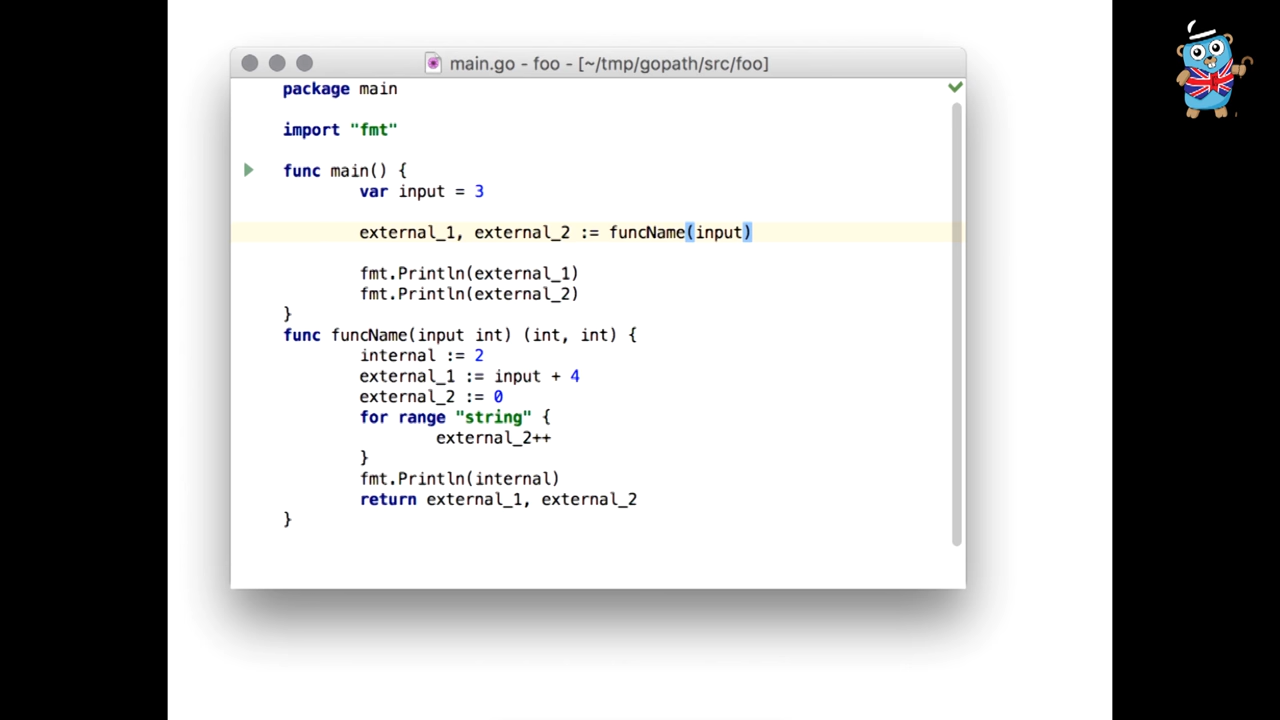 main.go - foo - [~/tmp/gopath/src/foo]
package main
import "fmt"
func main() {
var input = 3
external_1, external_2 := funcName(input)
fmt.Println(external_1)
fmt.Println(external_2)
}
func funcName(input int) (int, int) {
internal := 2
external_1 := input + 4
external_2 := 0
for range "string" {
external_2++
}
fmt.Println(internal)
return external_1, external_2
}